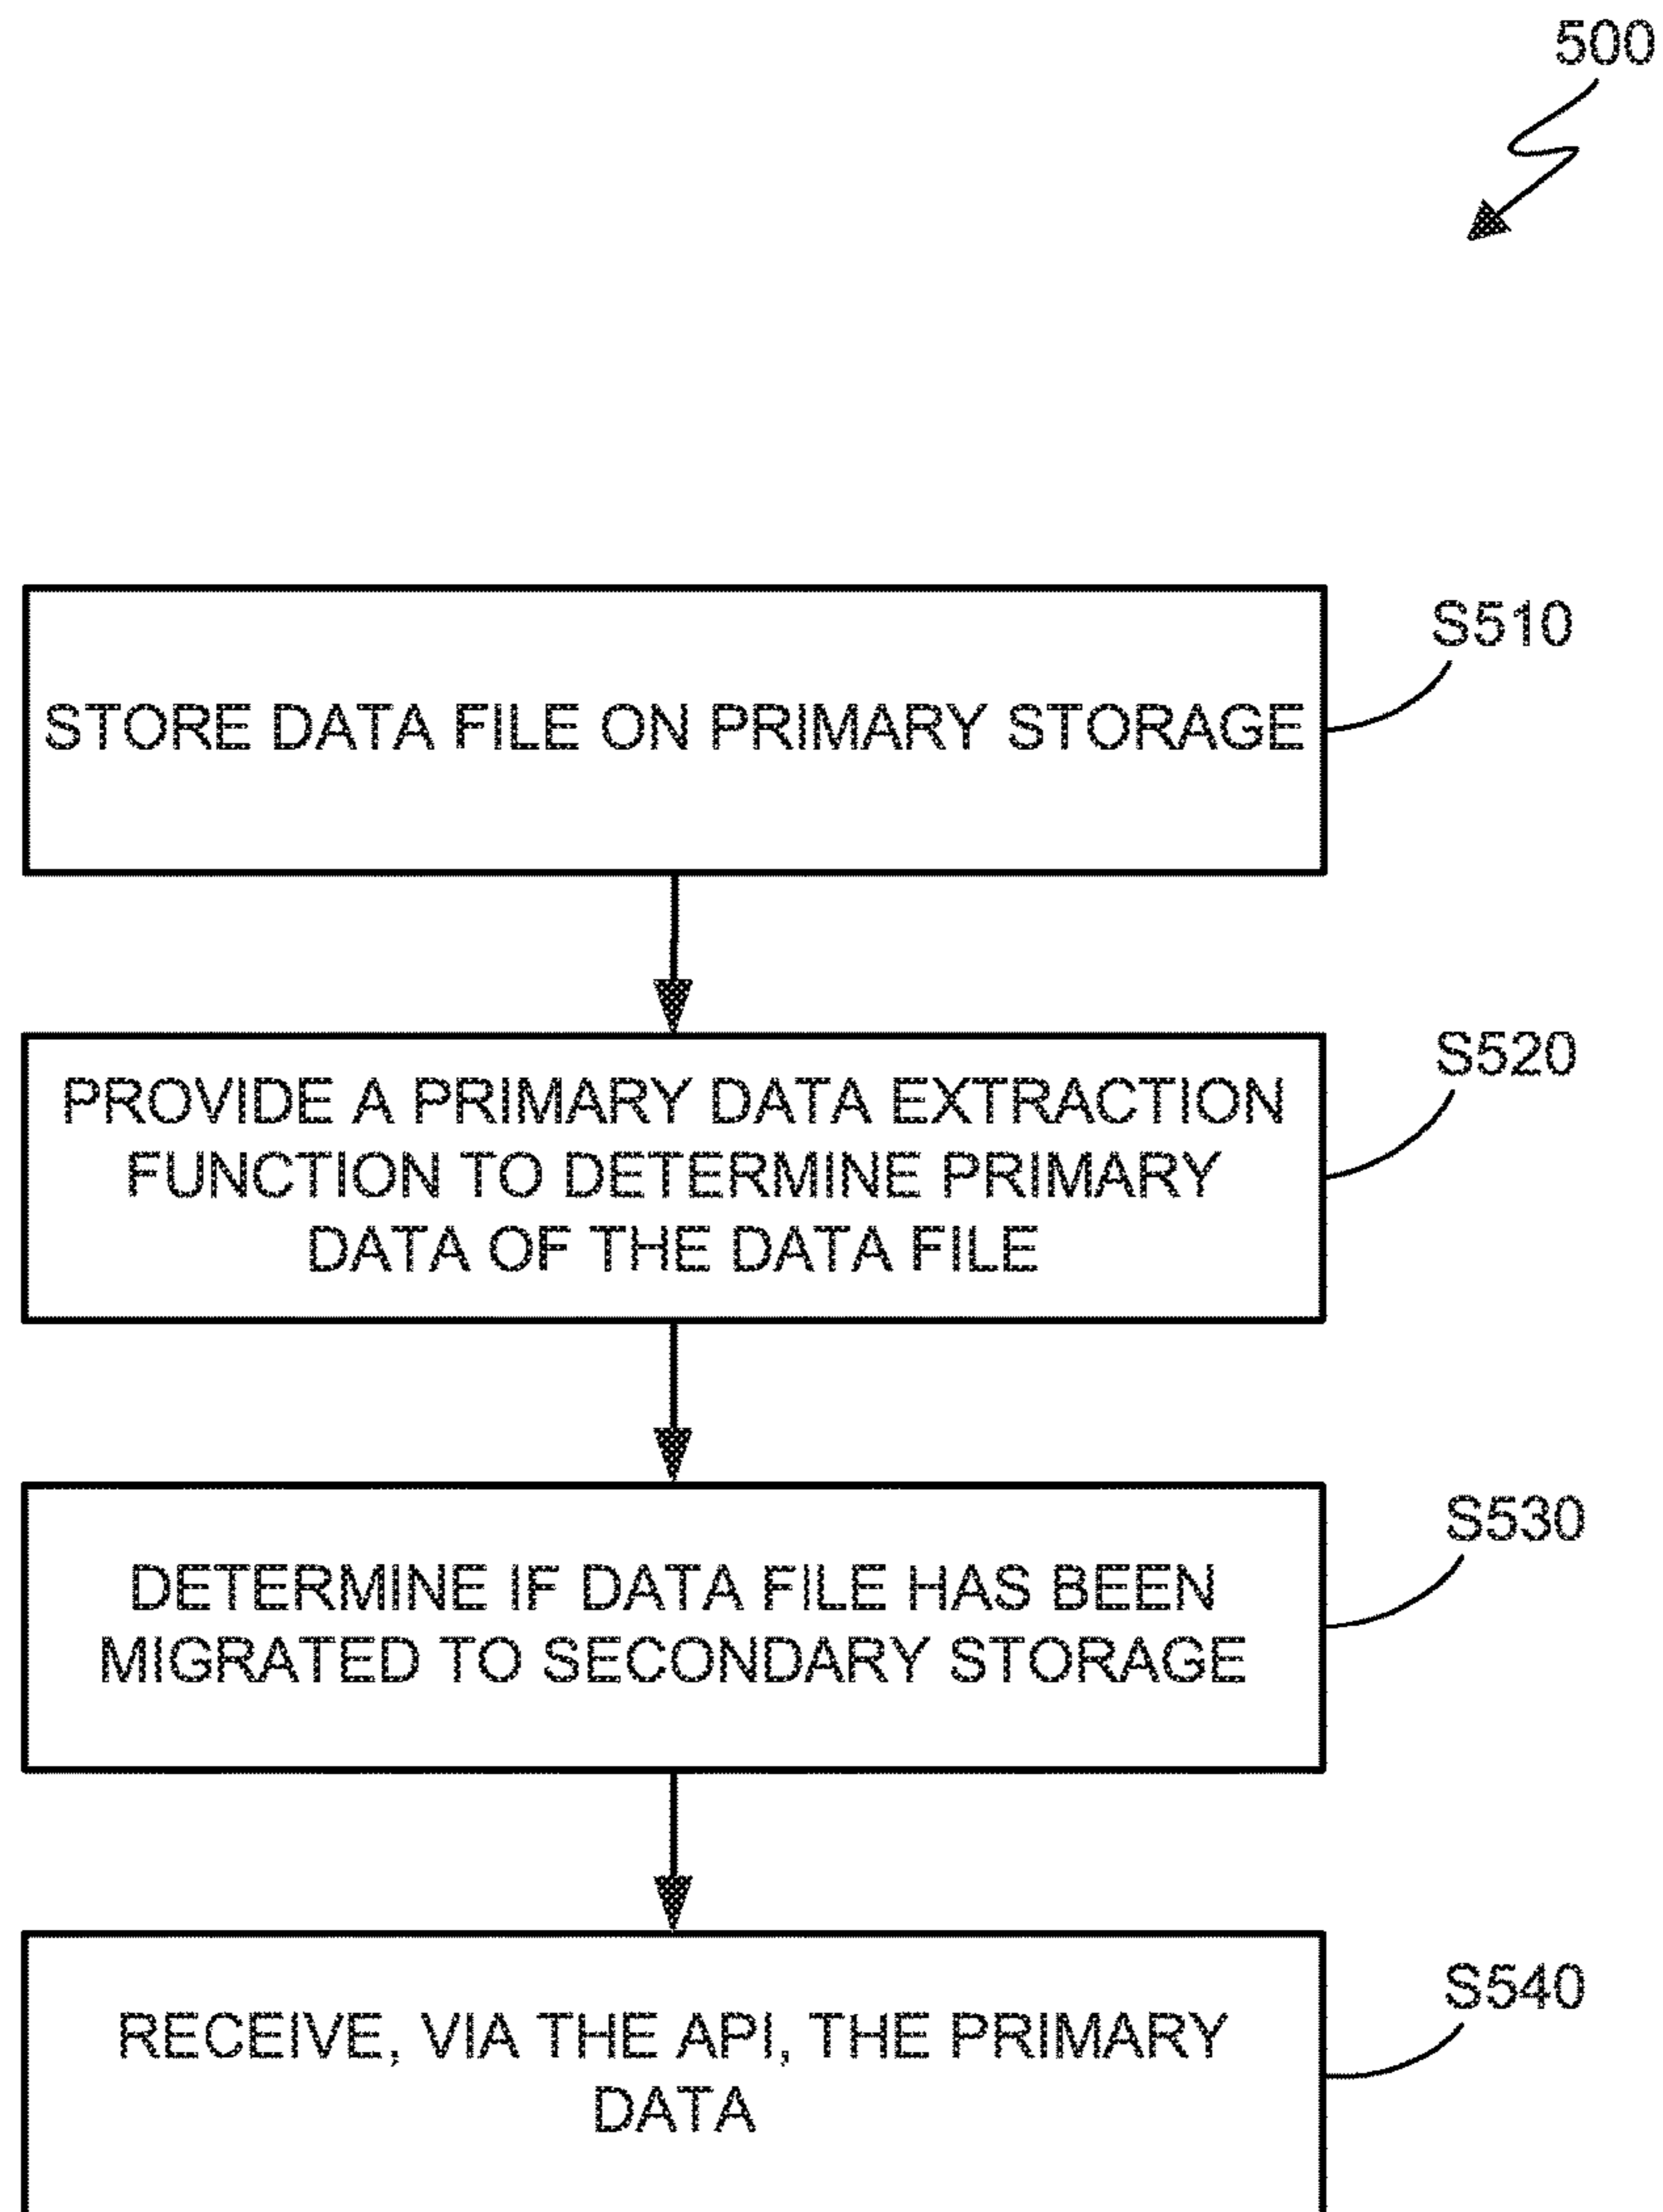 500
S510
STORE DATA FILE ON PRIMARY STORAGE
S520
PROVIDE A PRIMARY DATA EXTRACTION
FUNCTION TO DETERMINE PRIMARY
DATA OF THE DATA FILE
S530
DETERMINE IF DATA FILE HAS BEEN
MIGRATED TO SECONDARY STORAGE
S540
RECEIVE, VIA THE API, THE PRIMARY
DATA